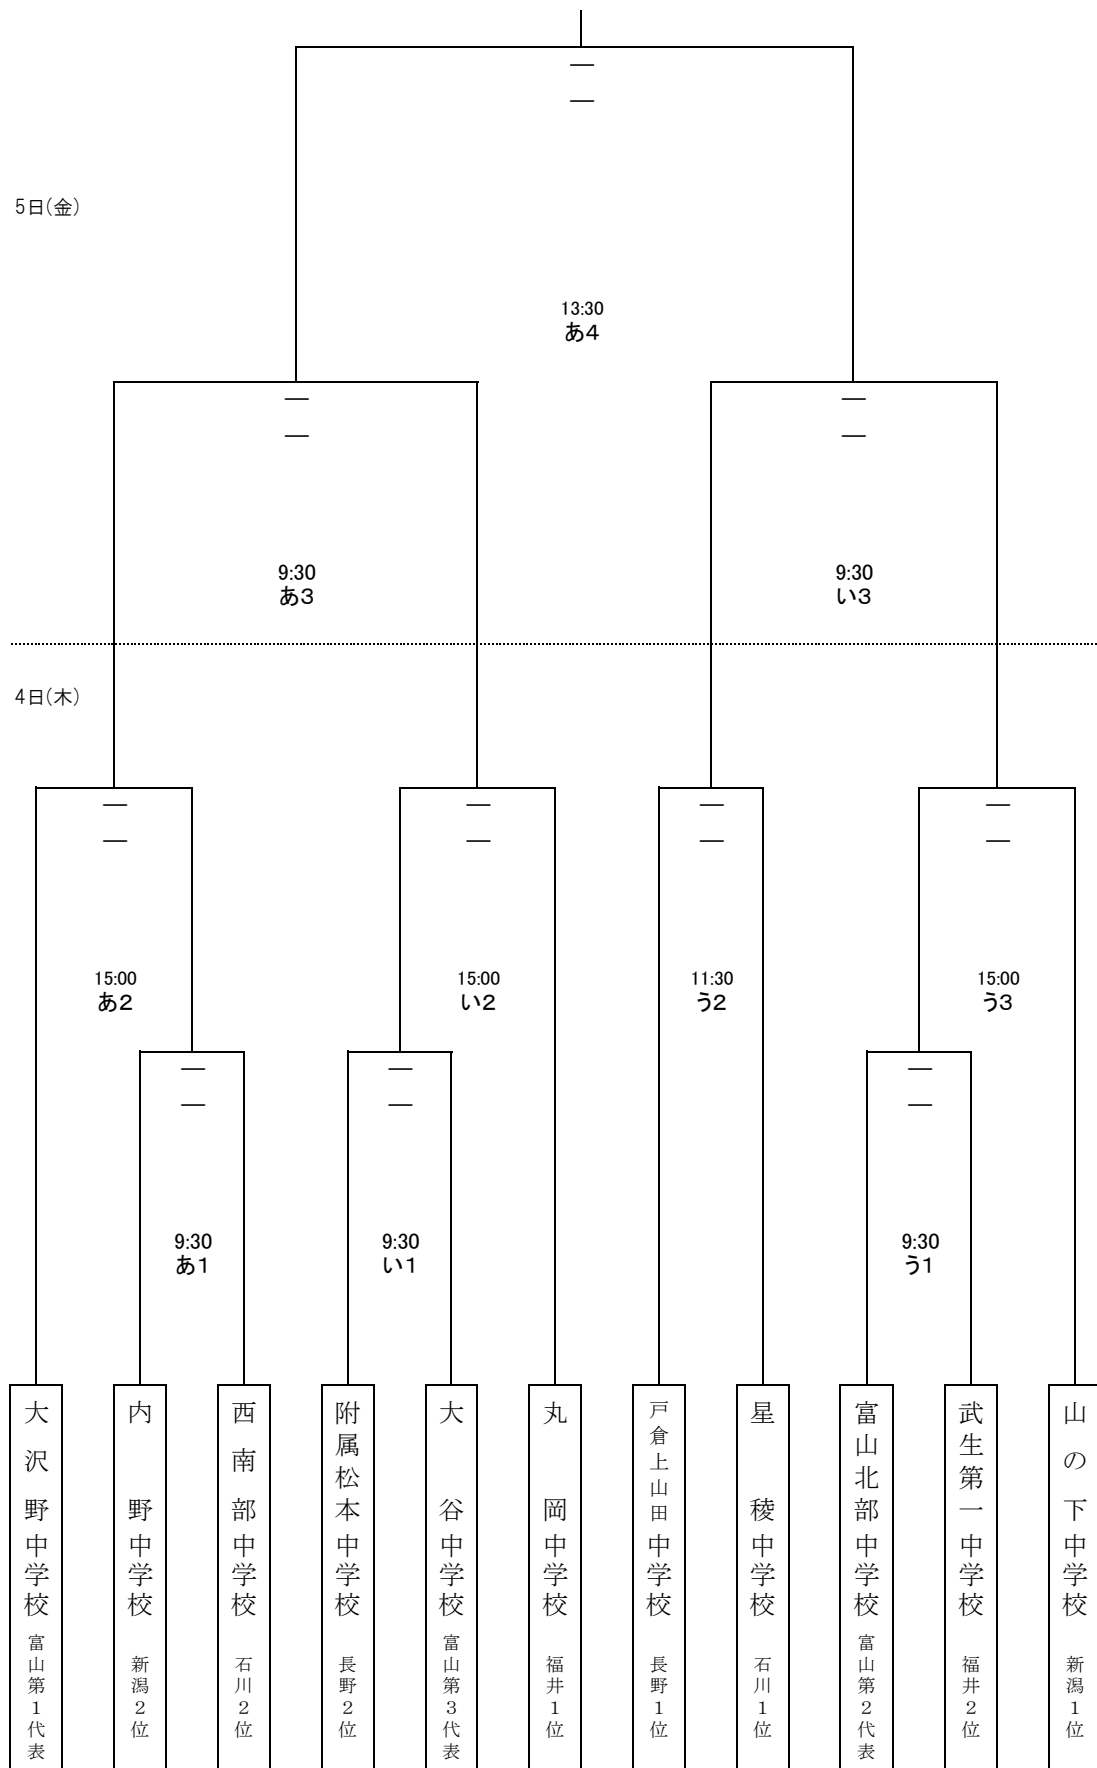 5日(金)
13:30
あ4
9:30
あ3
9:30
い3
4日(木)
15:00
あ2
15:00
い2
11:30
う2
15:00
う3
9:30
あ1
9:30
い1
9:30
う1
大沢野中学校 富山第1代表
内野中学校 新潟2位
西南部中学校 石川2位
附属松本中学校 長野2位
大谷中学校 富山第3代表
丸岡中学校 福井1位
戸倉上山田中学校 長野1位
星稜中学校 石川1位
富山北部中学校 富山第2代表
武生第一中学校 福井2位
山の下中学校 新潟1位